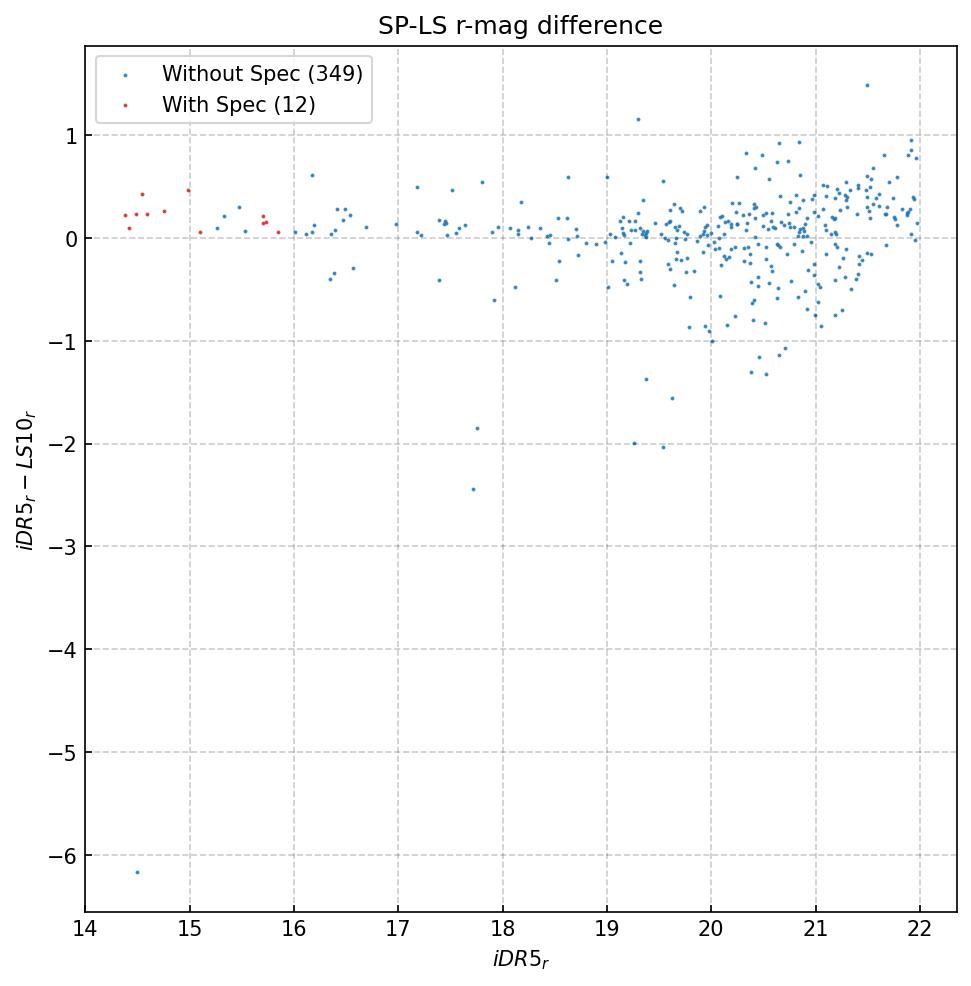 SP-LS r-mag difference
Without Spec (349)
With Spec (12)
1
0
−1
−2
−3
−4
−5
−6
iDR5r − LS10r
14 15 16 17 18 19 20 21 22
iDR5r